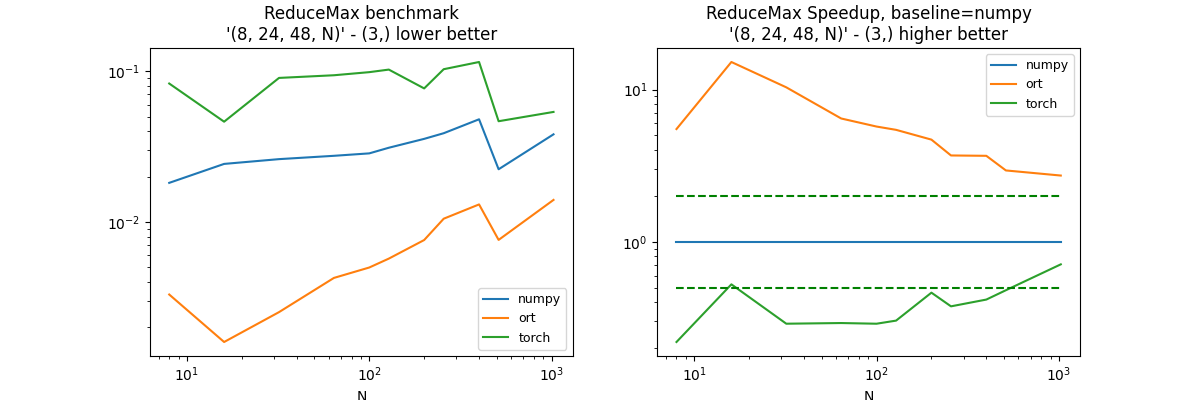 ReduceMax benchmark
'(8, 24, 48, N)' - (3,) lower better
10⁻¹
10⁻²
numpy
ort
torch
10¹
10²
10³
N
ReduceMax Speedup, baseline=numpy
'(8, 24, 48, N)' - (3,) higher better
10¹
10⁰
numpy
ort
torch
10¹
10²
10³
N